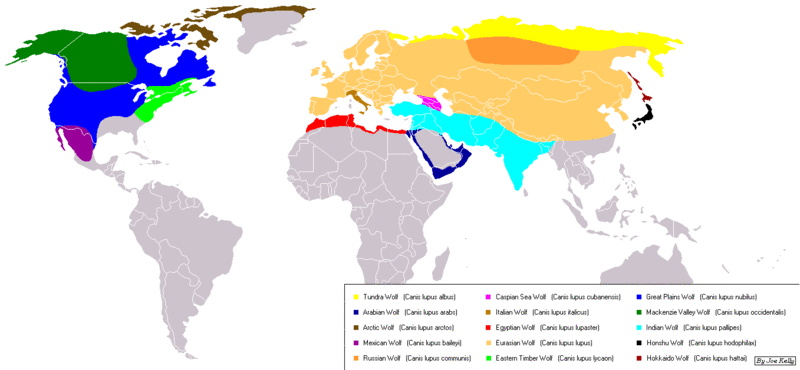 Tundra Wolf (Canis lupus albus)
Caspian Sea Wolf (Canis lupus cubanensis)
Great Plains Wolf (Canis lupus nubilus)
Arabian Wolf (Canis lupus arabs)
Italian Wolf (Canis lupus italicus)
Mackenzie Valley Wolf (Canis lupus occidentalis)
Arctic Wolf (Canis lupus arctos)
Egyptian Wolf (Canis lupus lupaster)
Indian Wolf (Canis lupus pallipes)
Mexican Wolf (Canis lupus baileyi)
Eurasian Wolf (Canis lupus lupus)
Honshu Wolf (Canis lupus hodophilax)
Russian Wolf (Canis lupus communis)
Eastern Timber Wolf (Canis lupus lycaon)
Hokkaido Wolf (Canis lupus hattai)
By Joe Kelly